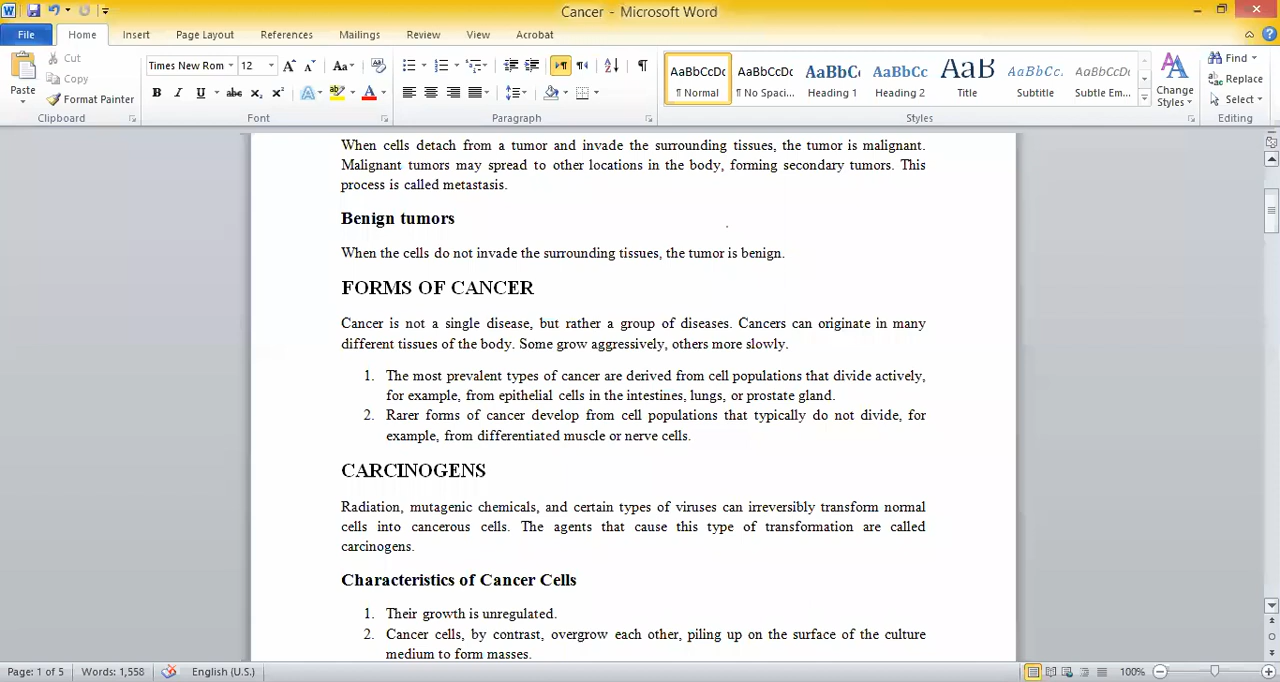 Cancer - Microsoft Word
File Home Insert Page Layout References Mailings Review View Acrobat
Cut
Copy
Format Painter
Paste
Clipboard
Times New Rom 12
Font
Paragraph
AaBbCcDc AaBbCcDc AaBbC AaBbCc AaB AaBbCc. AaBbCcDc
¶ Normal ¶ No Spaci... Heading 1 Heading 2 Title Subtitle Subtle Em...
Change Styles
Styles
Find
Replace
Select
Editing
When cells detach from a tumor and invade the surrounding tissues, the tumor is malignant.
Malignant tumors may spread to other locations in the body, forming secondary tumors. This
process is called metastasis.
Benign tumors
When the cells do not invade the surrounding tissues, the tumor is benign.
FORMS OF CANCER
Cancer is not a single disease, but rather a group of diseases. Cancers can originate in many
different tissues of the body. Some grow aggressively, others more slowly.
1. The most prevalent types of cancer are derived from cell populations that divide actively,
for example, from epithelial cells in the intestines, lungs, or prostate gland.
2. Rarer forms of cancer develop from cell populations that typically do not divide, for
example, from differentiated muscle or nerve cells.
CARCINOGENS
Radiation, mutagenic chemicals, and certain types of viruses can irreversibly transform normal
cells into cancerous cells. The agents that cause this type of transformation are called
carcinogens.
Characteristics of Cancer Cells
1. Their growth is unregulated.
2. Cancer cells, by contrast, overgrow each other, piling up on the surface of the culture
medium to form masses.
Page: 1 of 5 Words: 1,558 English (U.S.) 100%